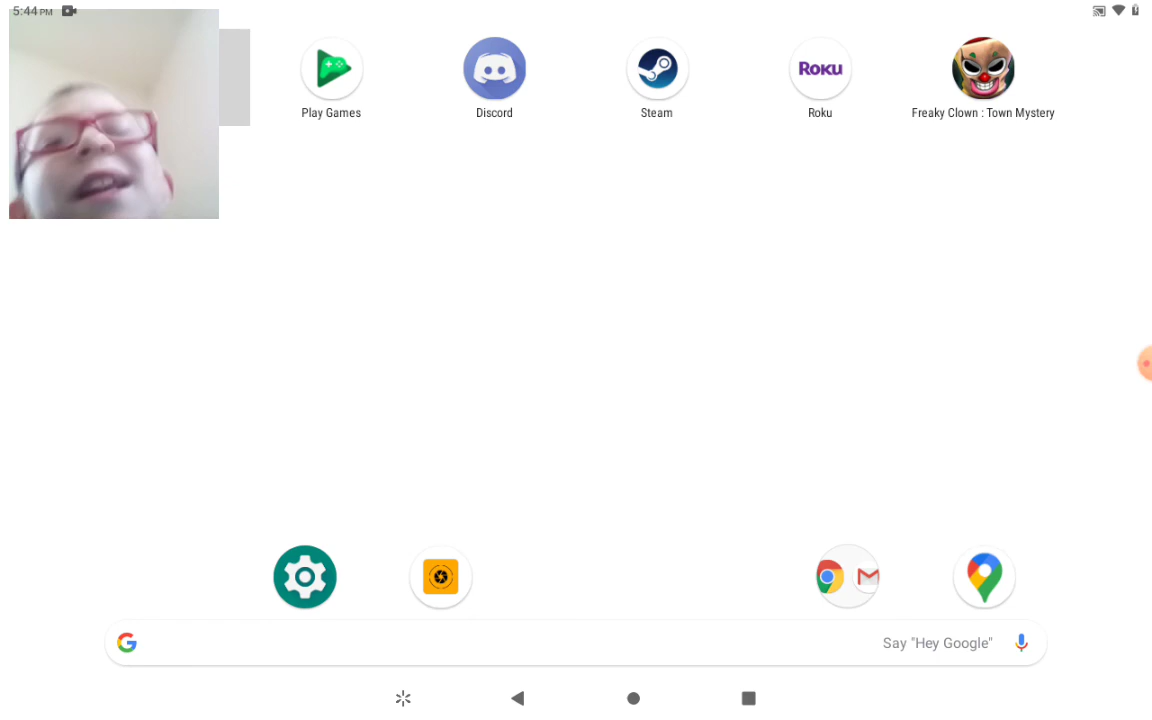 5:44 PM
Play Games
Discord
Steam
ROKU
Roku
Freaky Clown : Town Mystery
Say "Hey Google"